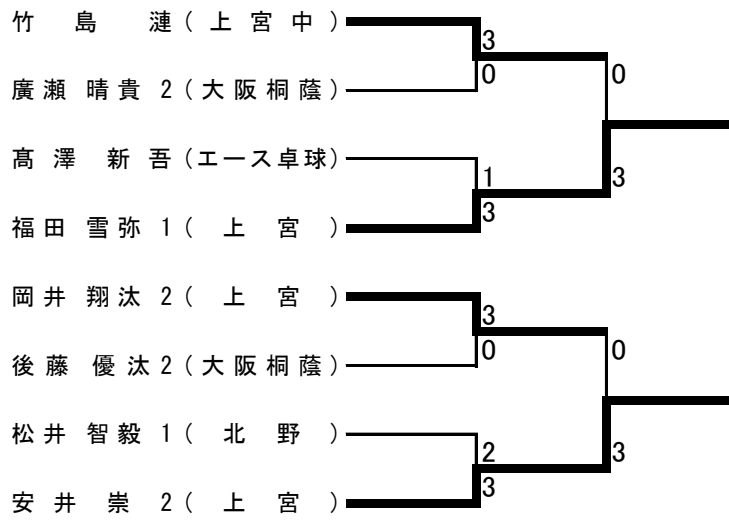 竹島 漣(上宮中)
3
廣瀬 晴貴 2(大阪桐蔭)
0
0
髙澤 新吾(エース卓球)
1
3
3
福田 雪弥 1(上宮)
岡井 翔汰 2(上宮)
3
後藤 優汰 2(大阪桐蔭)
0
0
松井 智毅 1(北野)
2
3
3
安井 崇 2(上宮)